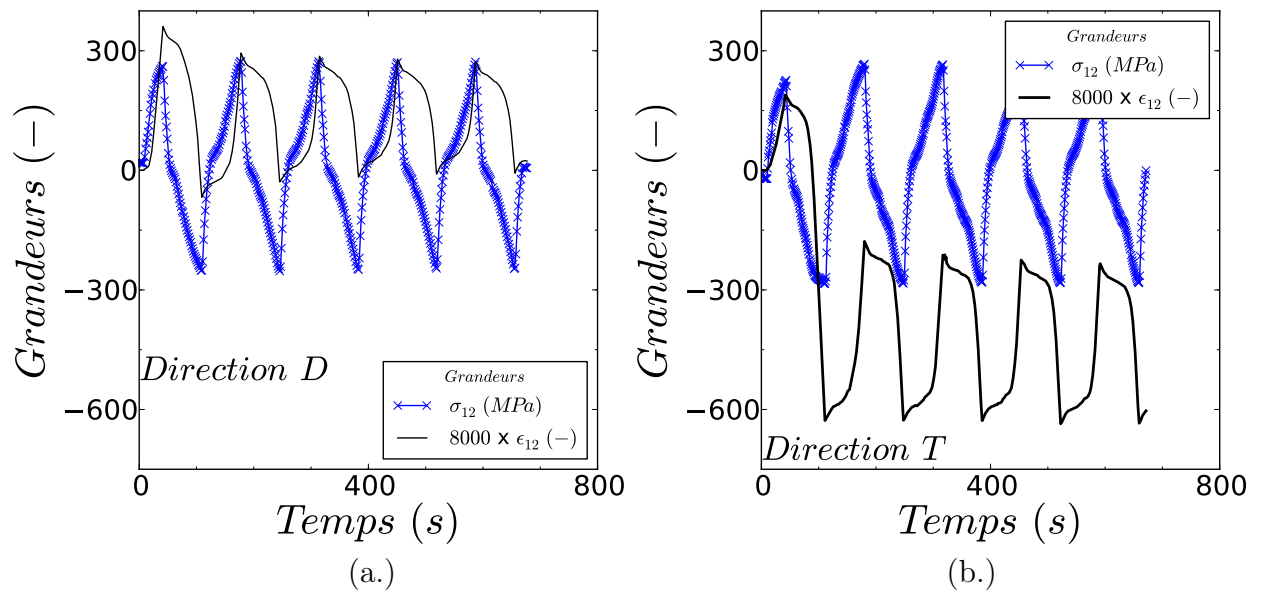 300
0
−300
−600
Grandeurs (−)
Direction D
Grandeurs
σ12 (MPa)
8000 x ϵ12 (−)
0
400
800
Temps (s)
(a.)
300
0
−300
−600
Grandeurs (−)
Grandeurs
σ12 (MPa)
8000 x ϵ12 (−)
Direction T
0
400
800
Temps (s)
(b.)